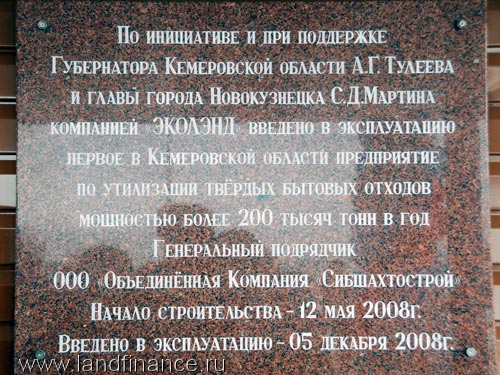 По инициативе и при поддержке
Губернатора Кемеровской области А.Г.Тулеева
и главы города Новокузнецка С.Д.Мартина
компанией «ЭКОЛЭНД» введено в эксплуатацию
первое в Кемеровской области предприятие
по утилизации твёрдых бытовых отходов
мощностью более 200 тысяч тонн в год
Генеральный подрядчик
ООО «Объединённая Компания «Сибшахтострой»
Начало строительства - 12 мая 2008г.
Введено в эксплуатацию - 05 декабря 2008г.
www.landfinance.ru